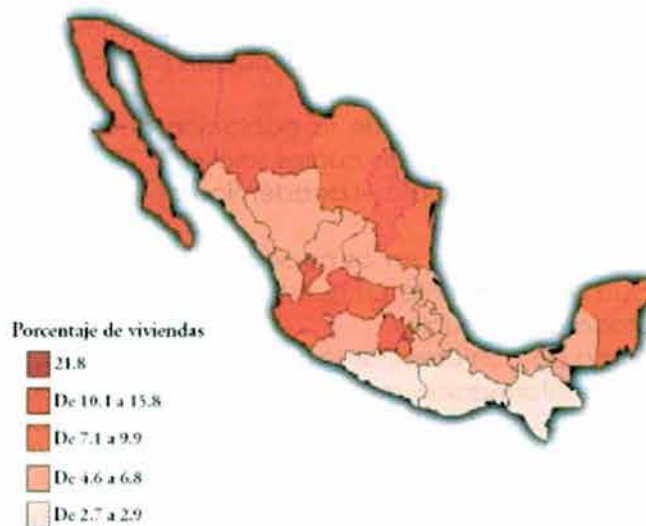 Porcentaje de viviendas
21.8
De 10.1 a 15.8
De 7.1 a 9.9
De 4.6 a 6.8
De 2.7 a 2.9